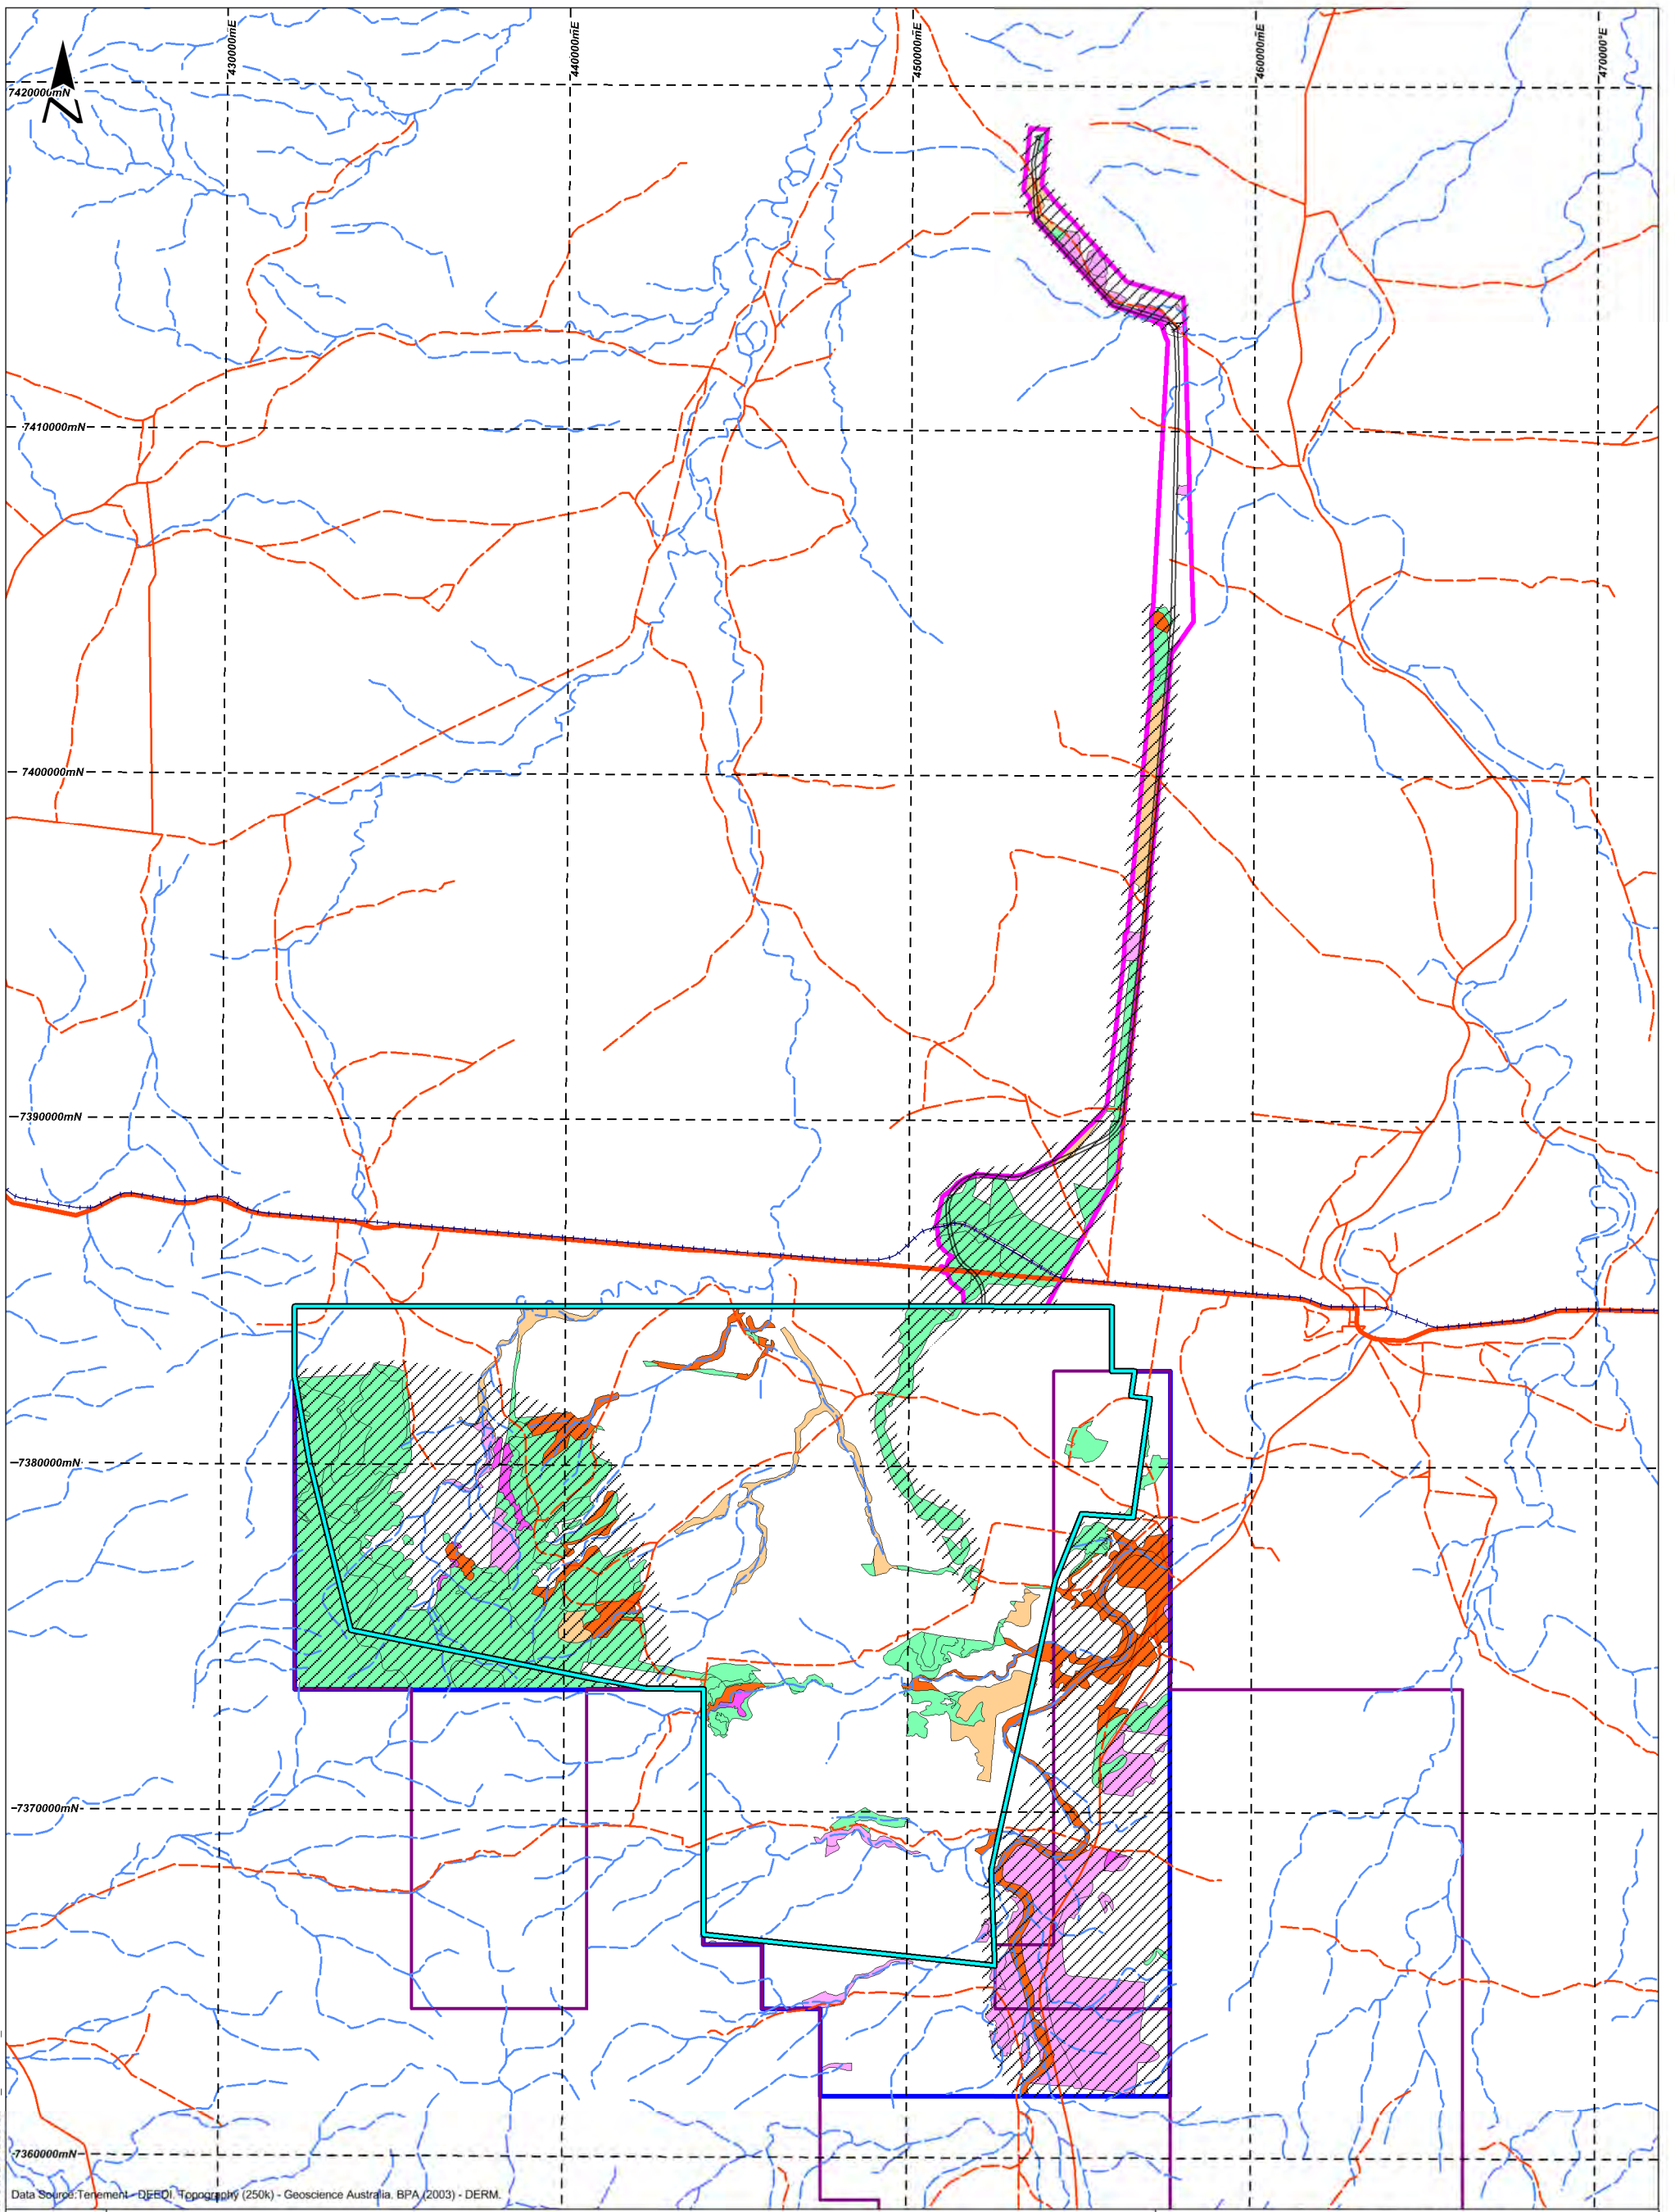 430000mE
440000mE
450000mE
460000mE
470000°E
7420000mN
N
7410000mN
7400000mN
7390000mN
7380000mN
7370000mN
7360000mN
Data Source:Tenement - DEEDI. Topography (250k) - Geoscience Australia. BPA (2003) - DERM.